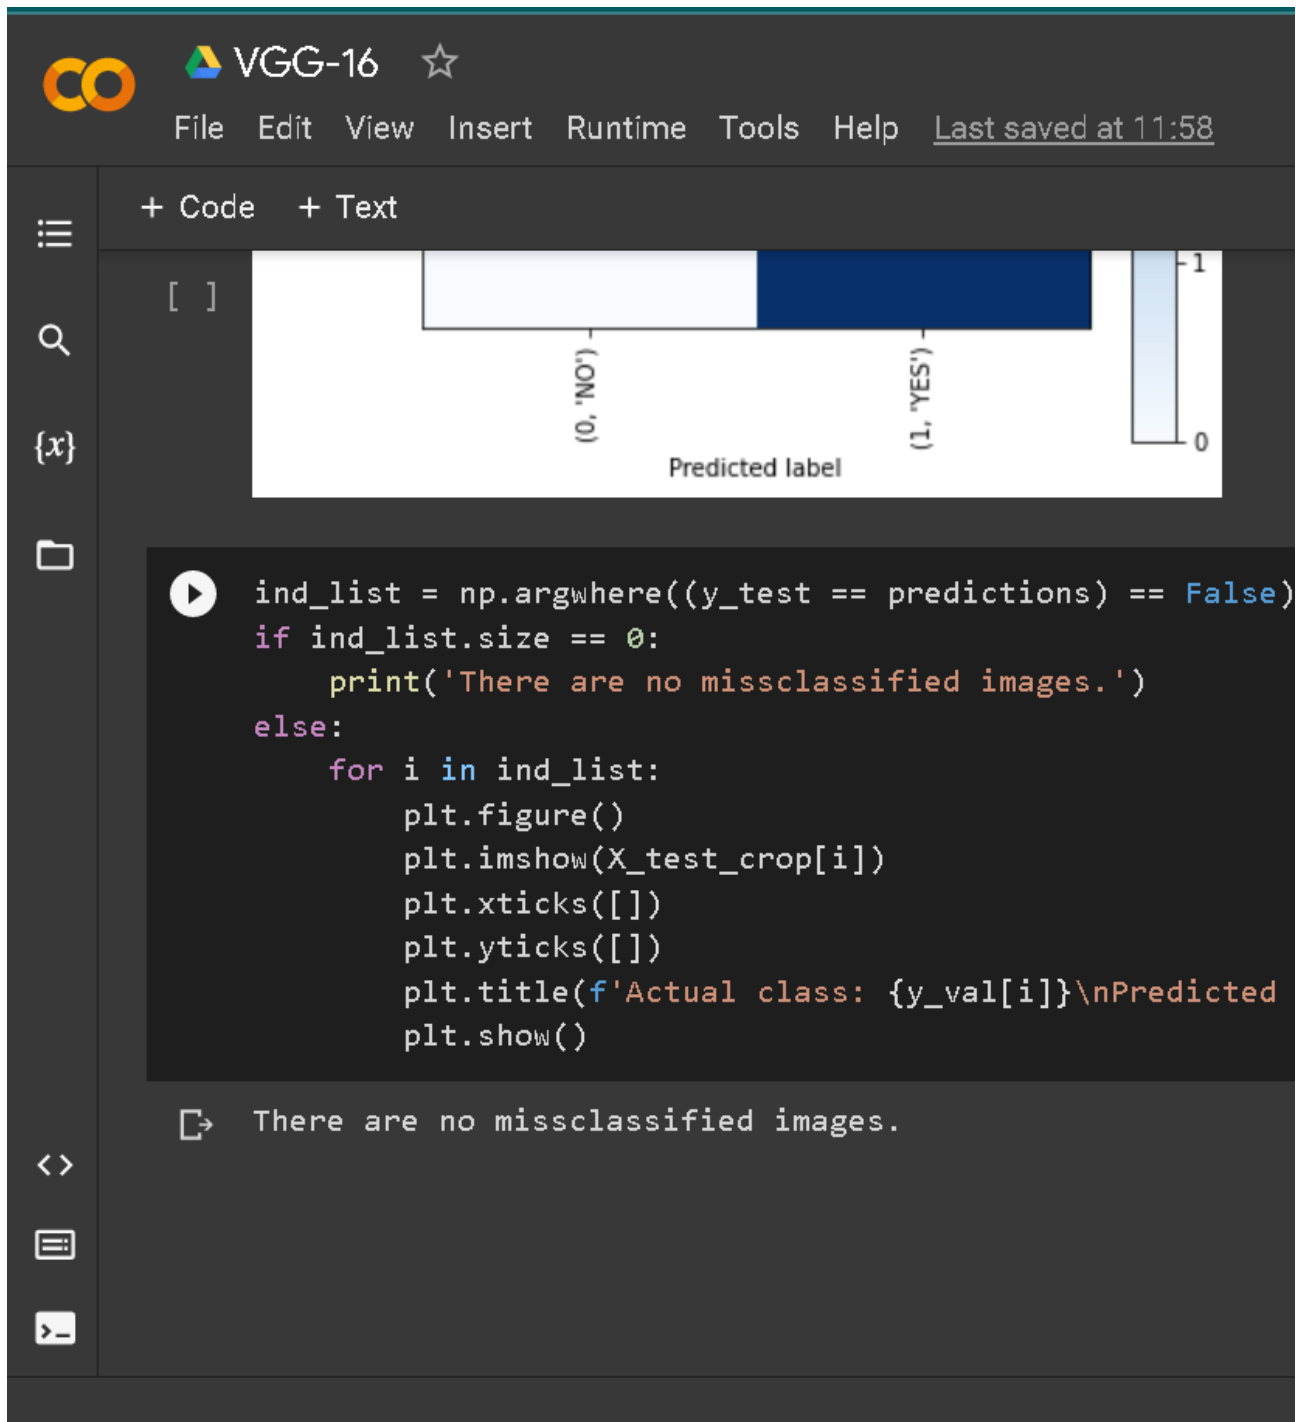 VGG-16
File Edit View Insert Runtime Tools Help Last saved at 11:58
+ Code + Text
[ ]
1
0
(0, 'NO')
(1, 'YES')
Predicted label
{x}
ind_list = np.argwhere((y_test == predictions) == False)
if ind_list.size == 0:
    print('There are no missclassified images.')
else:
    for i in ind_list:
        plt.figure()
        plt.imshow(X_test_crop[i])
        plt.xticks([])
        plt.yticks([])
        plt.title(f'Actual class: {y_val[i]}\nPredicted
        plt.show()
There are no missclassified images.